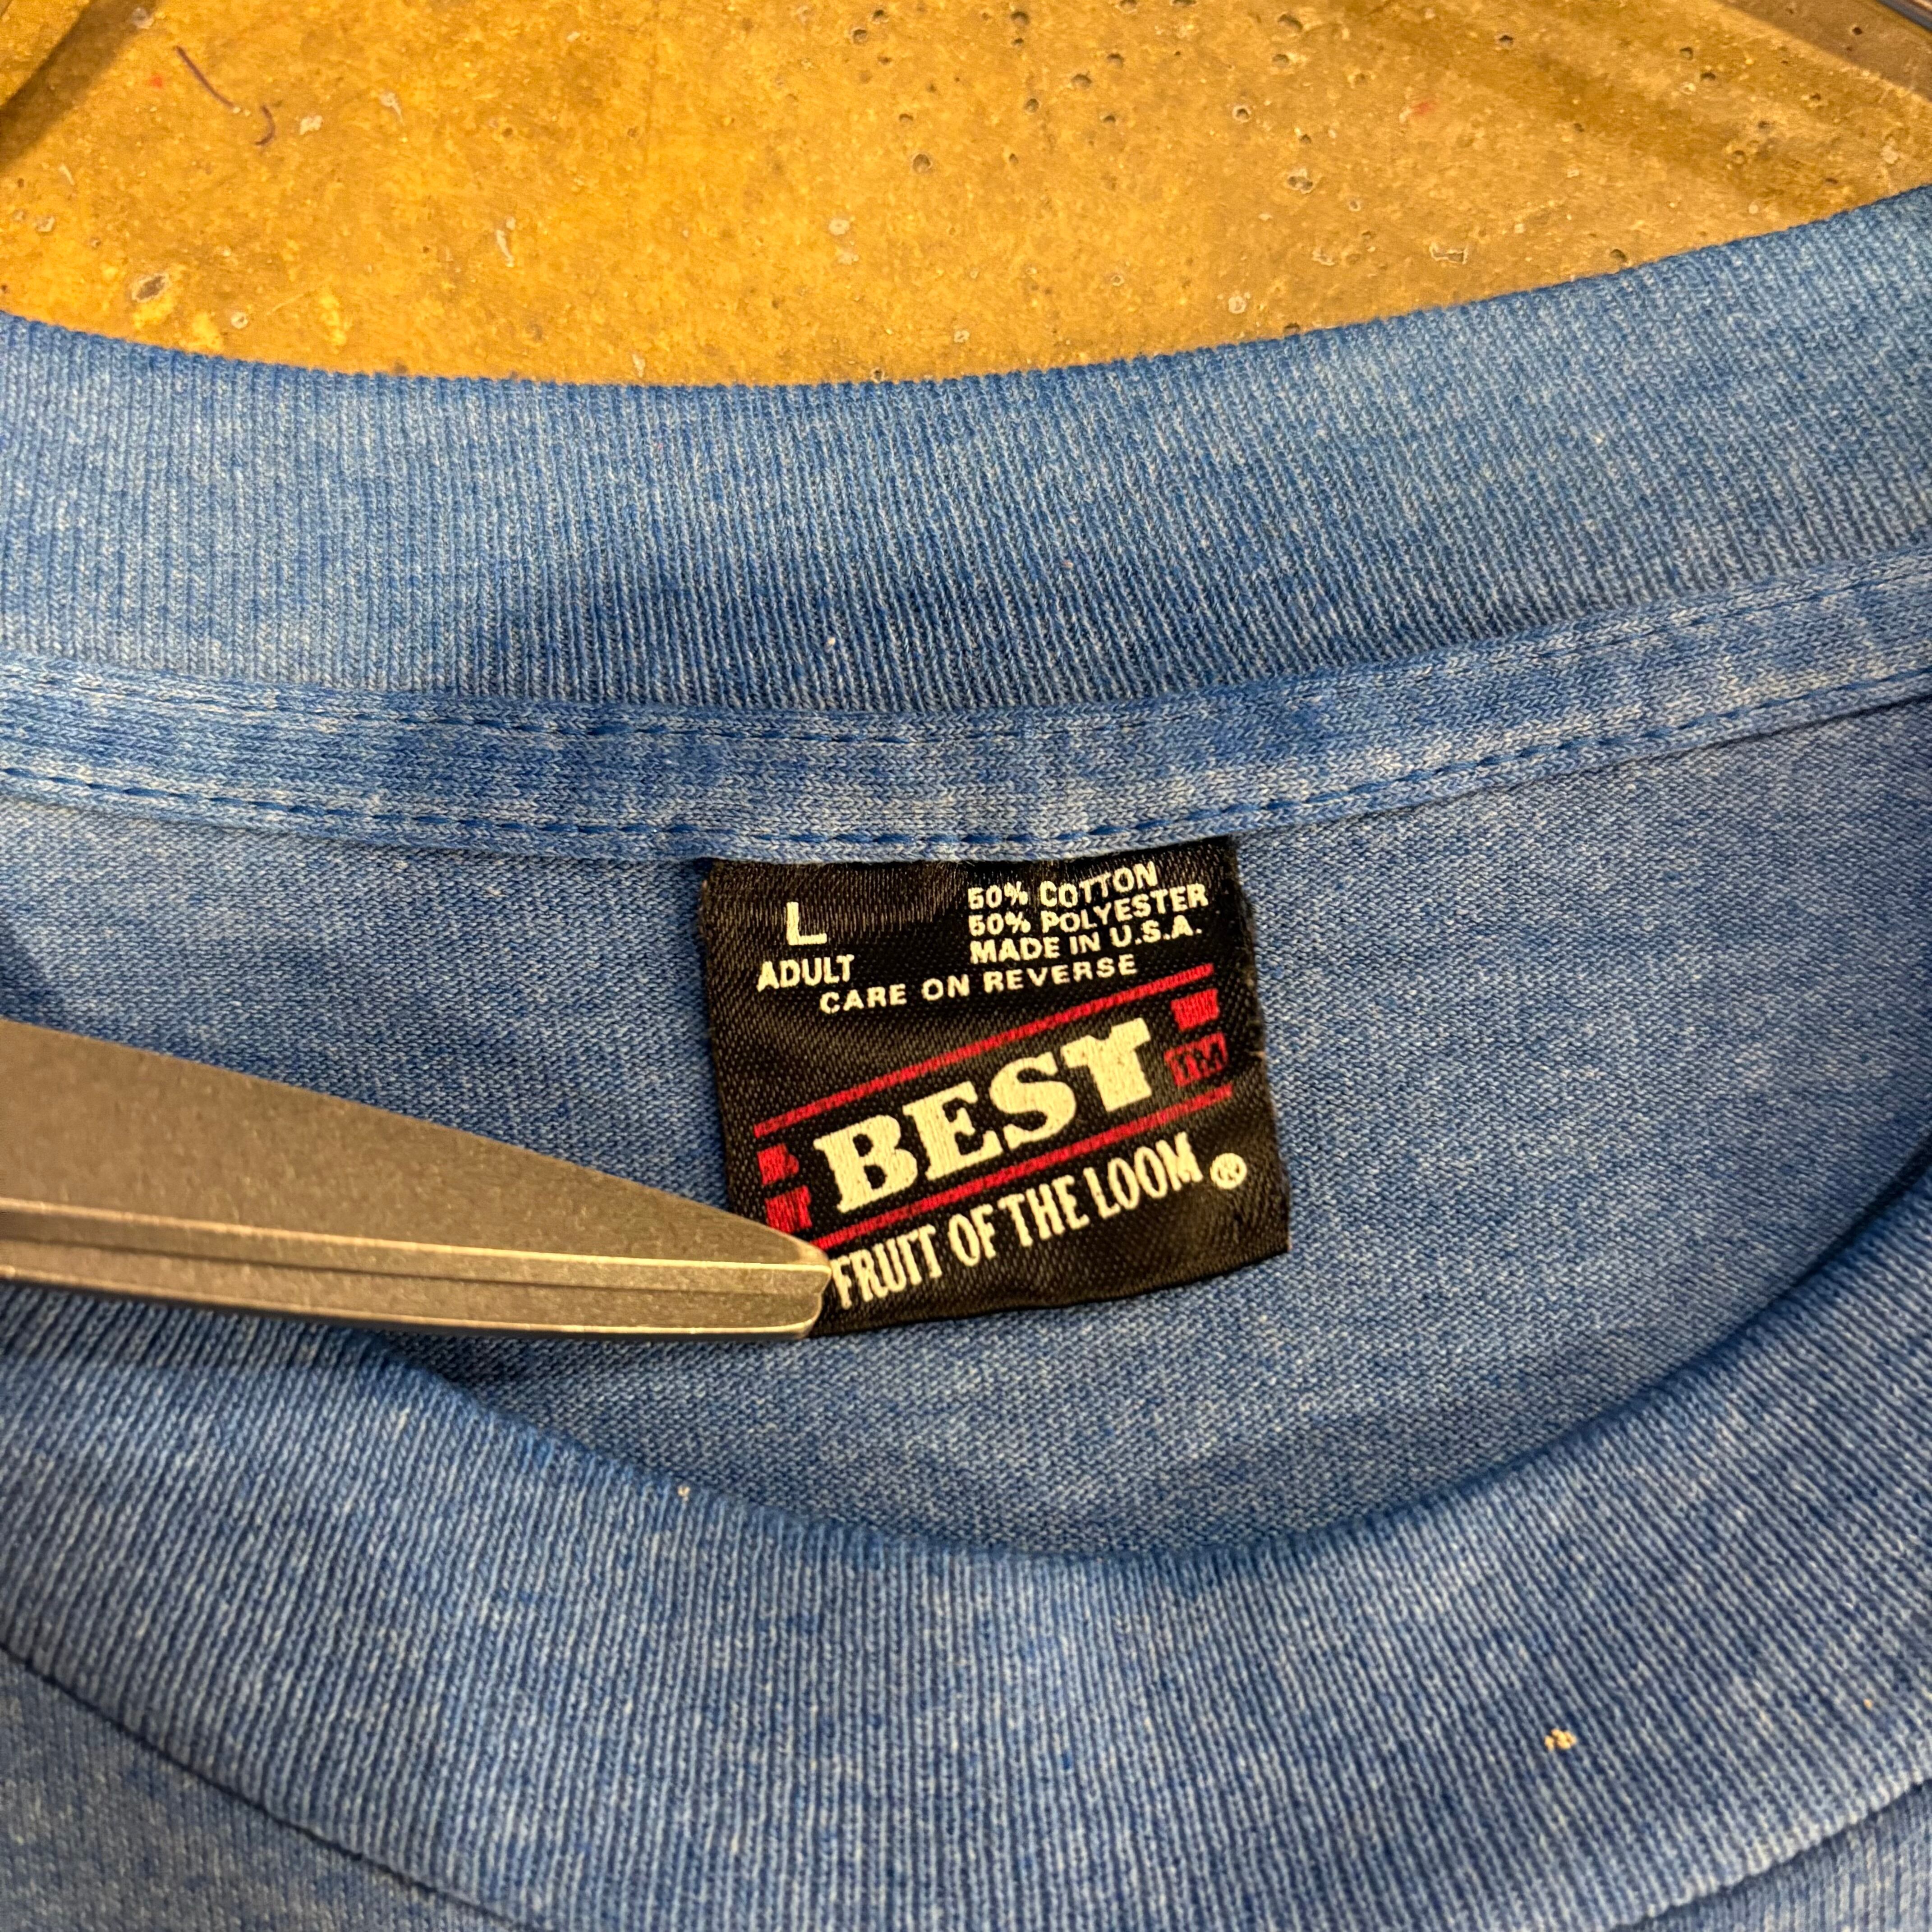 L
ADULT
50% COTTON
50% POLYESTER
MADE IN U.S.A.
CARE ON REVERSE
BEST
TM
FRUIT OF THE LOOM®